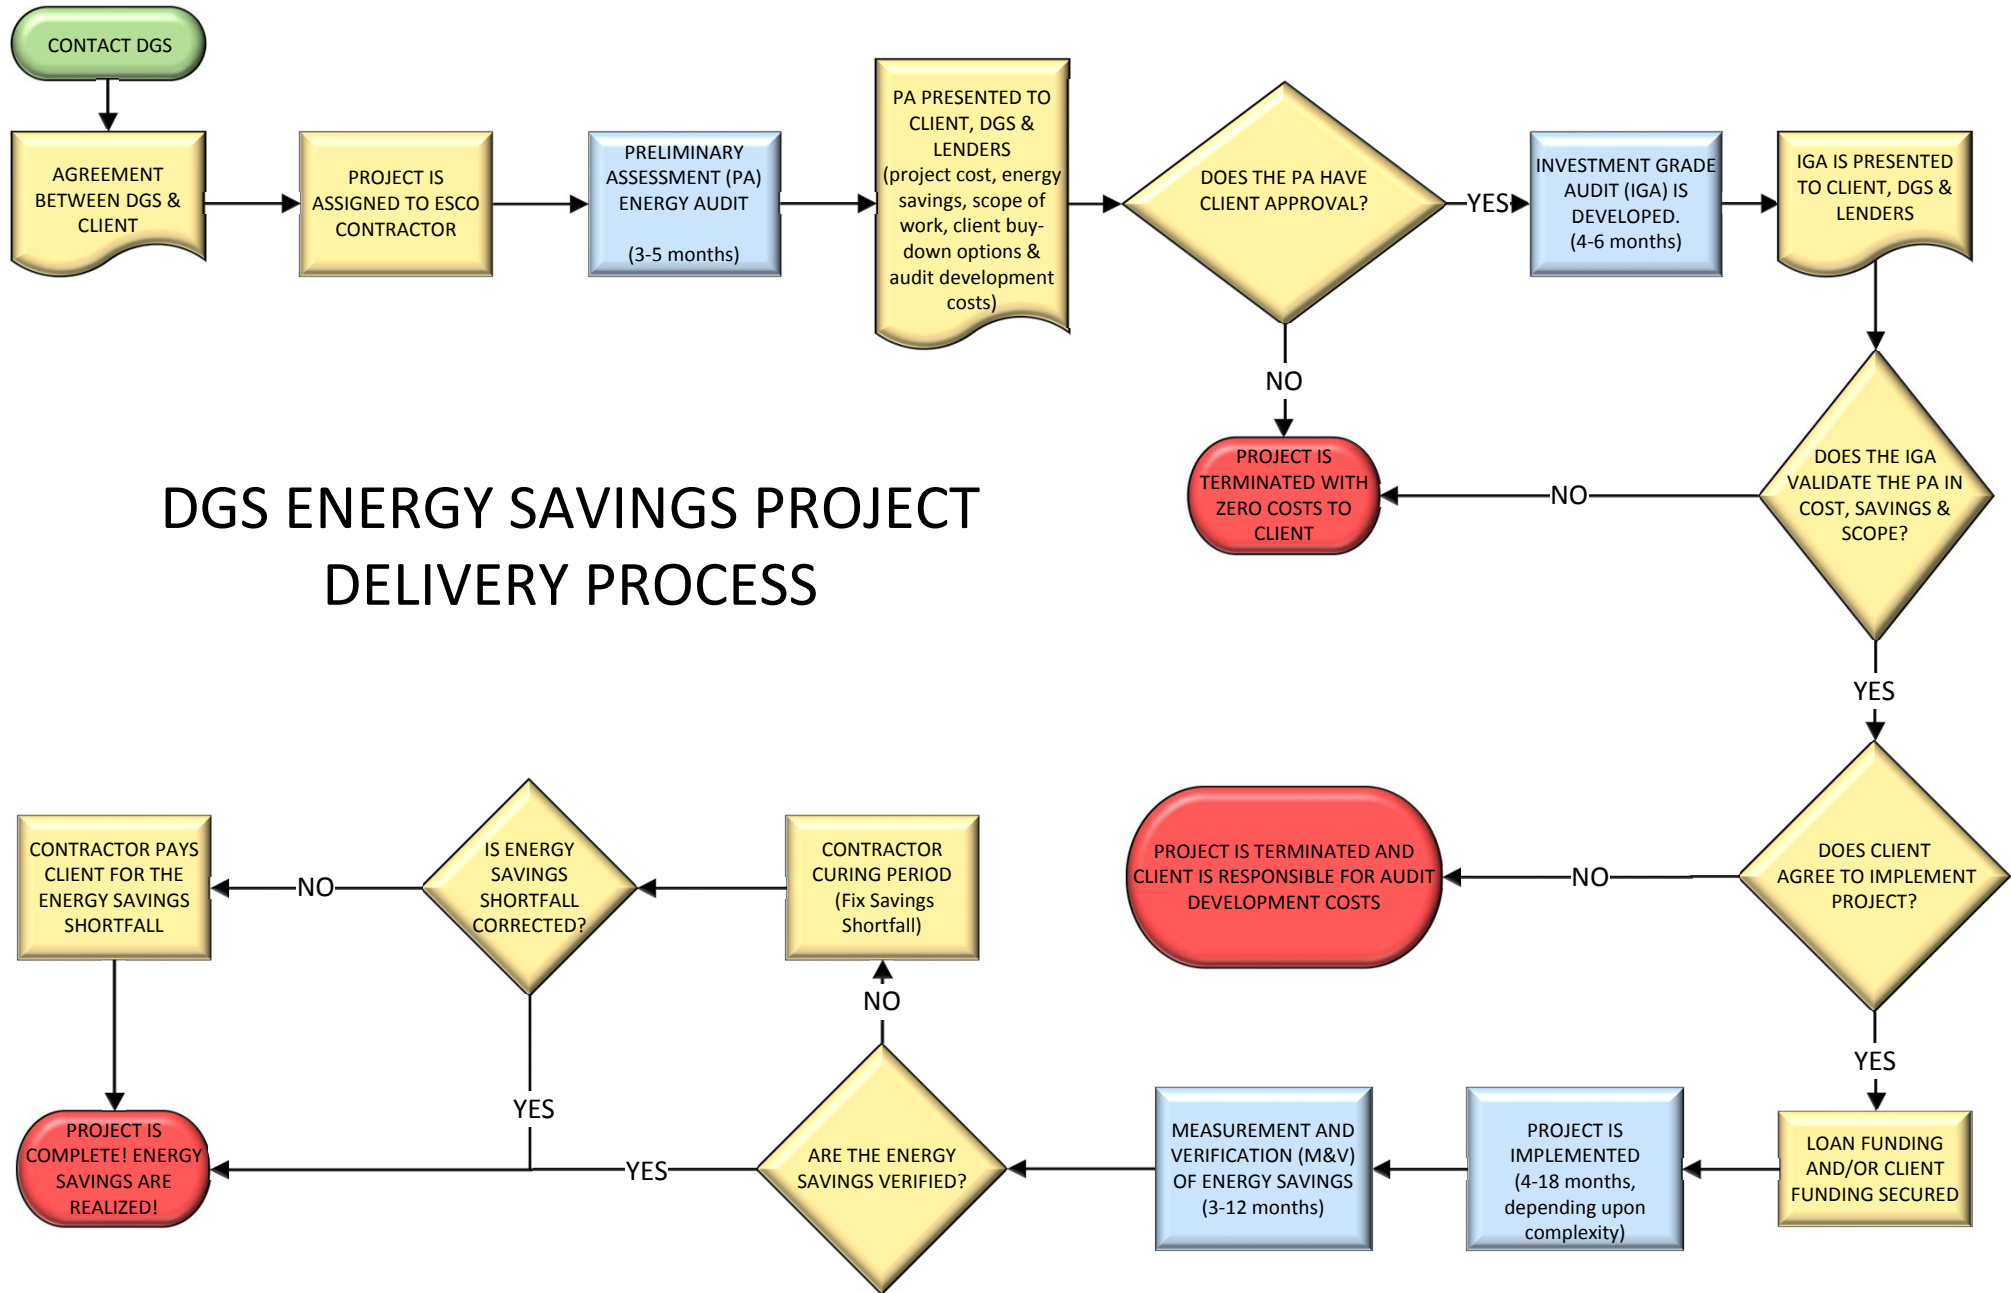 CONTACT DGS
AGREEMENT
BETWEEN DGS &
CLIENT
PROJECT IS
ASSIGNED TO ESCO
CONTRACTOR
PRELIMINARY
ASSESSMENT (PA)
ENERGY AUDIT
(3-5 months)
PA PRESENTED TO
CLIENT, DGS &
LENDERS
(project cost, energy
savings, scope of
work, client buy-
down options &
audit development
costs)
DOES THE PA HAVE
CLIENT APPROVAL?
YES
INVESTMENT GRADE
AUDIT (IGA) IS
DEVELOPED.
(4-6 months)
IGA IS PRESENTED
TO CLIENT, DGS &
LENDERS
NO
PROJECT IS
TERMINATED WITH
ZERO COSTS TO
CLIENT
NO
DOES THE IGA
VALIDATE THE PA IN
COST, SAVINGS &
SCOPE?
DGS ENERGY SAVINGS PROJECT
DELIVERY PROCESS
YES
DOES CLIENT
AGREE TO IMPLEMENT
PROJECT?
NO
PROJECT IS TERMINATED AND
CLIENT IS RESPONSIBLE FOR AUDIT
DEVELOPMENT COSTS
YES
LOAN FUNDING
AND/OR CLIENT
FUNDING SECURED
PROJECT IS
IMPLEMENTED
(4-18 months,
depending upon
complexity)
MEASUREMENT AND
VERIFICATION (M&V)
OF ENERGY SAVINGS
(3-12 months)
ARE THE ENERGY
SAVINGS VERIFIED?
NO
CONTRACTOR
CURING PERIOD
(Fix Savings
Shortfall)
IS ENERGY
SAVINGS
SHORTFALL
CORRECTED?
NO
CONTRACTOR PAYS
CLIENT FOR THE
ENERGY SAVINGS
SHORTFALL
YES
YES
PROJECT IS
COMPLETE! ENERGY
SAVINGS ARE
REALIZED!